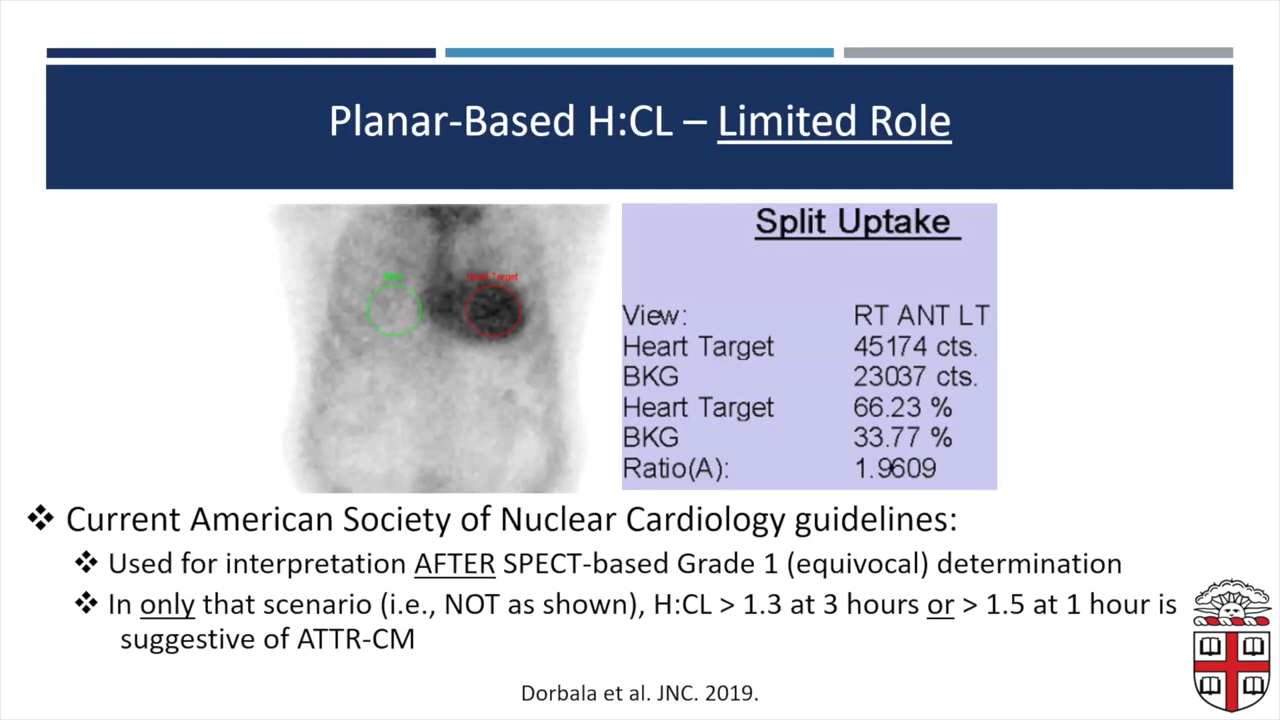 Planar-Based H:CL – Limited Role
BKG
Heart Target
Split Uptake
View: RT ANT LT
Heart Target 45174 cts.
BKG 23037 cts.
Heart Target 66.23 %
BKG 33.77 %
Ratio(A): 1.9609
❖ Current American Society of Nuclear Cardiology guidelines:
❖ Used for interpretation AFTER SPECT-based Grade 1 (equivocal) determination
❖ In only that scenario (i.e., NOT as shown), H:CL > 1.3 at 3 hours or > 1.5 at 1 hour is
suggestive of ATTR-CM
Dorbala et al. JNC. 2019.